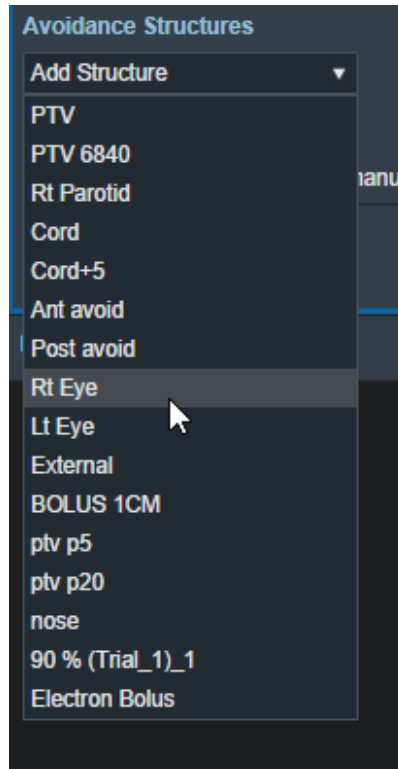 Avoidance Structures
Add Structure
PTV
PTV 6840
Rt Parotid
Cord
Cord+5
Ant avoid
Post avoid
Rt Eye
Lt Eye
External
BOLUS 1CM
ptv p5
ptv p20
nose
90 % (Trial_1)_1
Electron Bolus